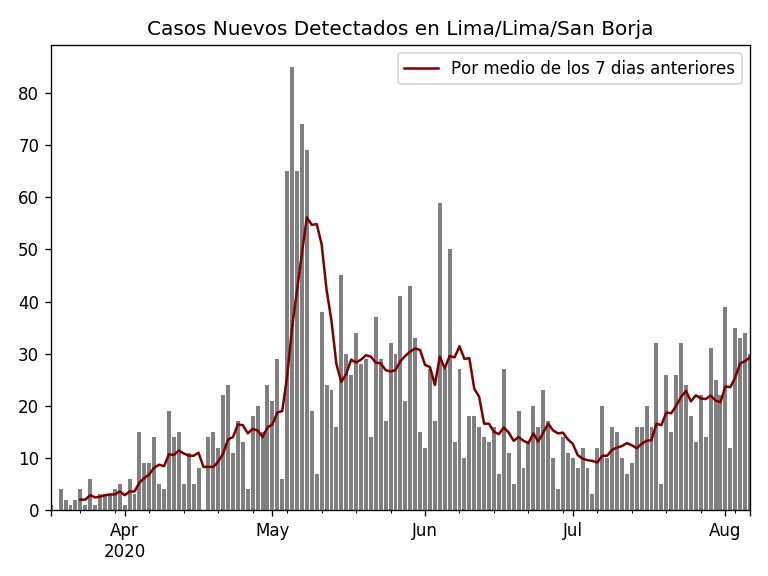 Casos Nuevos Detectados en Lima/Lima/San Borja
Por medio de los 7 dias anteriores
80
70
60
50
40
30
20
10
0
Apr
2020
May
Jun
Jul
Aug